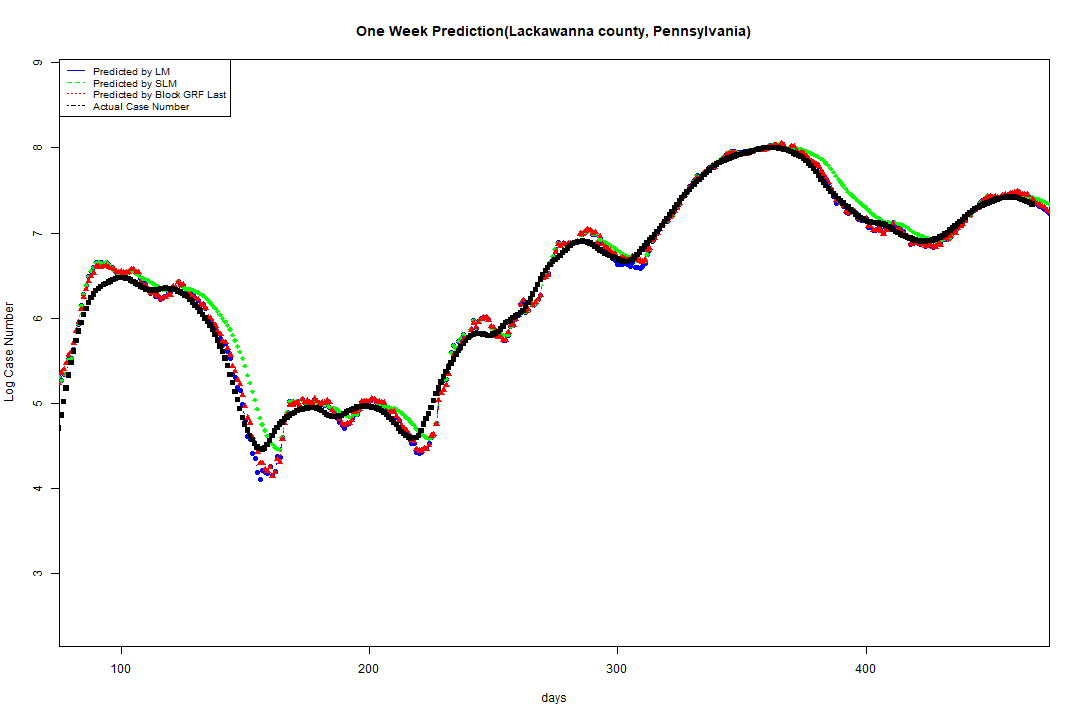 One Week Prediction(Lackawanna county, Pennsylvania)
Predicted by LM
Predicted by SLM
Predicted by Block GRF Last
Actual Case Number
Log Case Number
9
8
7
6
5
4
3
100 200 300 400
days